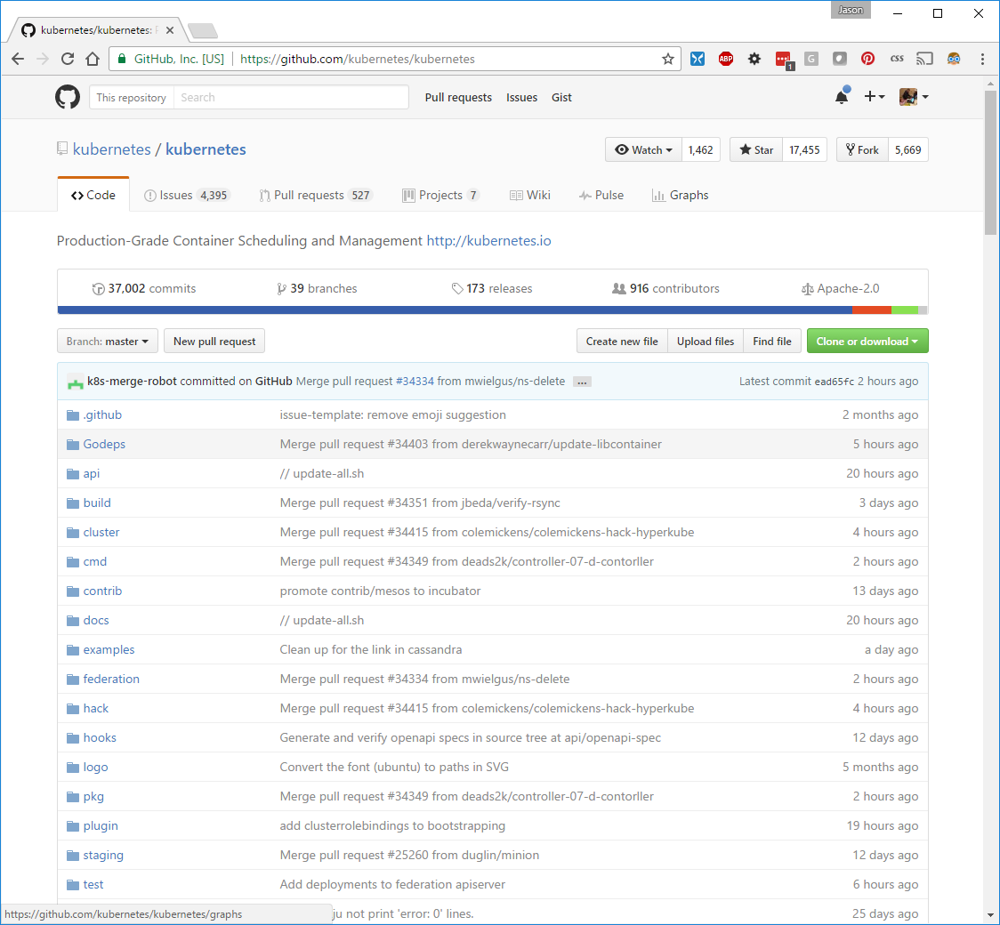 Jason
kubernetes/kubernetes:
GitHub, Inc. [US] https://github.com/kubernetes/kubernetes ABP 1 G css
This repository Search Pull requests Issues Gist
kubernetes / kubernetes Watch 1,462 Star 17,455 Fork 5,669
Code Issues 4,395 Pull requests 527 Projects 7 Wiki Pulse Graphs
Production-Grade Container Scheduling and Management http://kubernetes.io
37,002 commits 39 branches 173 releases 916 contributors Apache-2.0
Branch: master New pull request Create new file Upload files Find file Clone or download
k8s-merge-robot committed on GitHub Merge pull request #34334 from mwielgus/ns-delete ... Latest commit ead65fc 2 hours ago
.github issue-template: remove emoji suggestion 2 months ago
Godeps Merge pull request #34403 from derekwaynecarr/update-libcontainer 5 hours ago
api // update-all.sh 20 hours ago
build Merge pull request #34351 from jbeda/verify-rsync 3 days ago
cluster Merge pull request #34415 from colemickens/colemickens-hack-hyperkube 4 hours ago
cmd Merge pull request #34349 from deads2k/controller-07-d-contorller 2 hours ago
contrib promote contrib/mesos to incubator 13 days ago
docs // update-all.sh 20 hours ago
examples Clean up for the link in cassandra a day ago
federation Merge pull request #34334 from mwielgus/ns-delete 2 hours ago
hack Merge pull request #34415 from colemickens/colemickens-hack-hyperkube 4 hours ago
hooks Generate and verify openapi specs in source tree at api/openapi-spec 12 days ago
logo Convert the font (ubuntu) to paths in SVG 5 months ago
pkg Merge pull request #34349 from deads2k/controller-07-d-contorller 2 hours ago
plugin add clusterrolebindings to bootstrapping 19 hours ago
staging Merge pull request #25260 from duglin/minion 12 days ago
test Add deployments to federation apiserver 6 hours ago
https://github.com/kubernetes/kubernetes/graphs ju not print 'error: 0' lines. 25 days ago